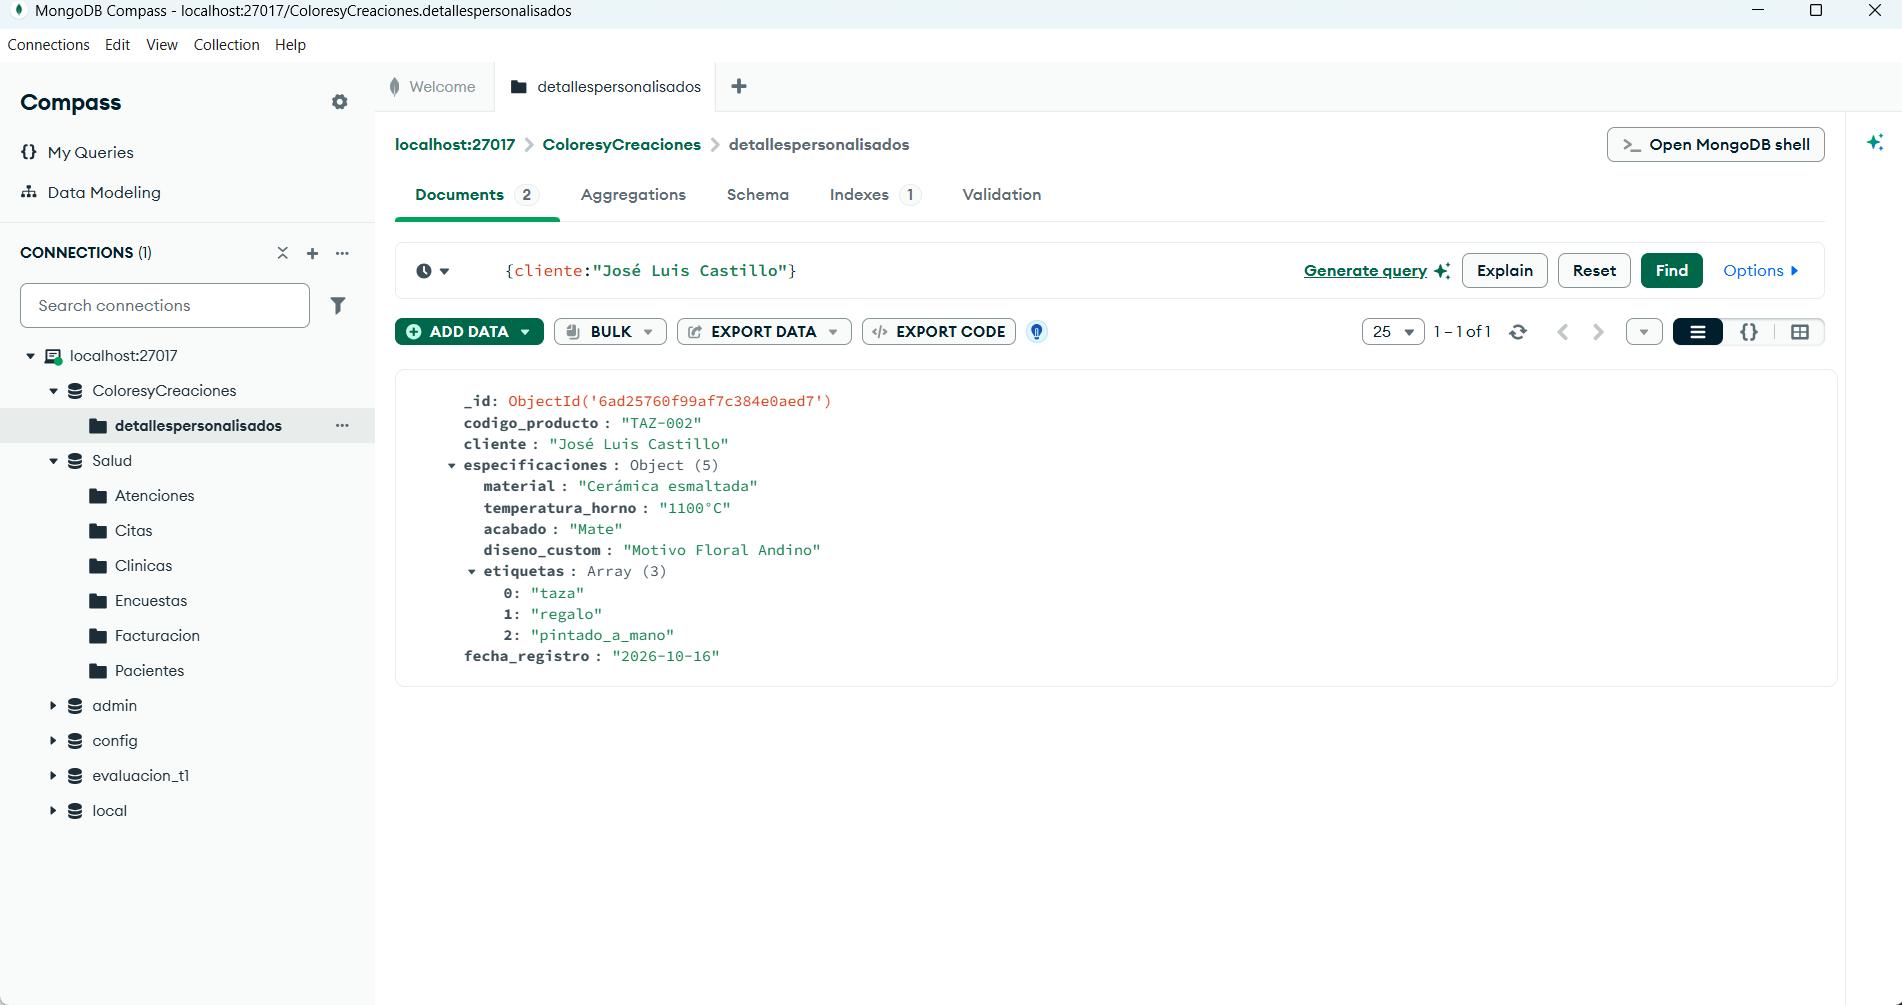 MongoDB Compass - localhost:27017/ColoresyCreaciones.detallespersonalisados
Connections Edit View Collection Help
Compass
My Queries
Data Modeling
CONNECTIONS (1)
Search connections
localhost:27017
ColoresyCreaciones
detallespersonalisados
Salud
Atenciones
Citas
Clinicas
Encuestas
Facturacion
Pacientes
admin
config
evaluacion_t1
local
Welcome detallespersonalisados
localhost:27017 ColoresyCreaciones detallespersonalisados
Open MongoDB shell
Documents 2 Aggregations Schema Indexes 1 Validation
{cliente:"José Luis Castillo"}
Generate query Explain Reset Find Options
ADD DATA BULK EXPORT DATA EXPORT CODE
25 1 – 1 of 1
_id: ObjectId('6ad25760f99af7c384e0aed7')
codigo_producto : "TAZ-002"
cliente : "José Luis Castillo"
especificaciones : Object (5)
material : "Cerámica esmaltada"
temperatura_horno : "1100°C"
acabado : "Mate"
diseno_custom : "Motivo Floral Andino"
etiquetas : Array (3)
0: "taza"
1: "regalo"
2: "pintado_a_mano"
fecha_registro : "2026-10-16"